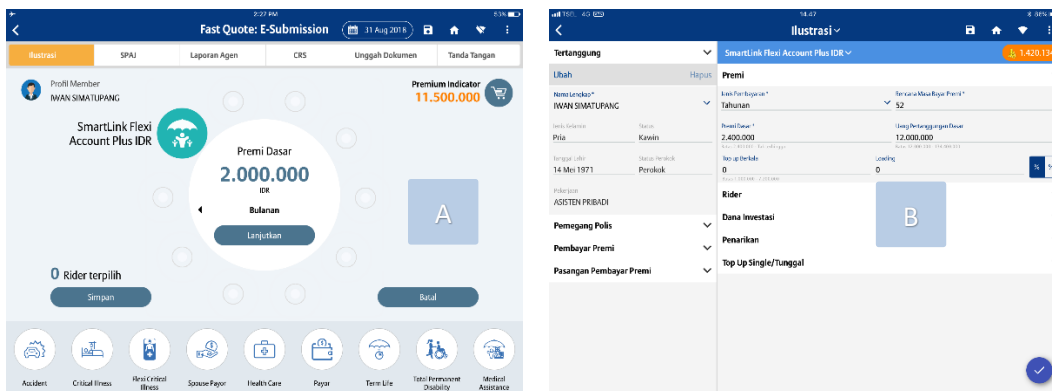 2:27 PM
53%
Fast Quote: E-Submission
31 Aug 2018
Ilustrasi
SPAJ
Laporan Agen
CRS
Unggah Dokumen
Tanda Tangan
Profil Member
IWAN SIMATUPANG
Premium Indicator
11.500.000
SmartLink Flexi
Account Plus IDR
Premi Dasar
2.000.000
IDR
Bulanan
Lanjutkan
A
0 Rider terpilih
Simpan
Batal
Accident
Critical Illness
Flexi Critical
Illness
Spouse Payor
Health Care
Payor
Term Life
Total Permanent
Disability
Medical
Assistance
4G
14.47
Ilustrasi
Tertanggung
SmartLink Flexi Account Plus IDR
1.420.134
Libah
Hapus
Premi
Nama Lengkap *
IWAN SIMATUPANG
Jenis Pembayaran *
Tahunan
Rencana Masa Bayar Premi *
52
Jenis Kelamin
Pria
Status
Kawin
Premi Dasar *
2.400.000
Uang Pertanggungan Dasar
12.000.000
Tanggal Lahir
14 Mei 1971
Status Perokok
Perokok
Top up Berkala
0
Loading
0
%
Pekerjaan
ASISTEN PRIBADI
Rider
Dana Investasi
Penarikan
Top Up Single/Tunggal
B
Pemegang Polis
Pembayar Premi
Pasangan Pembayar Premi